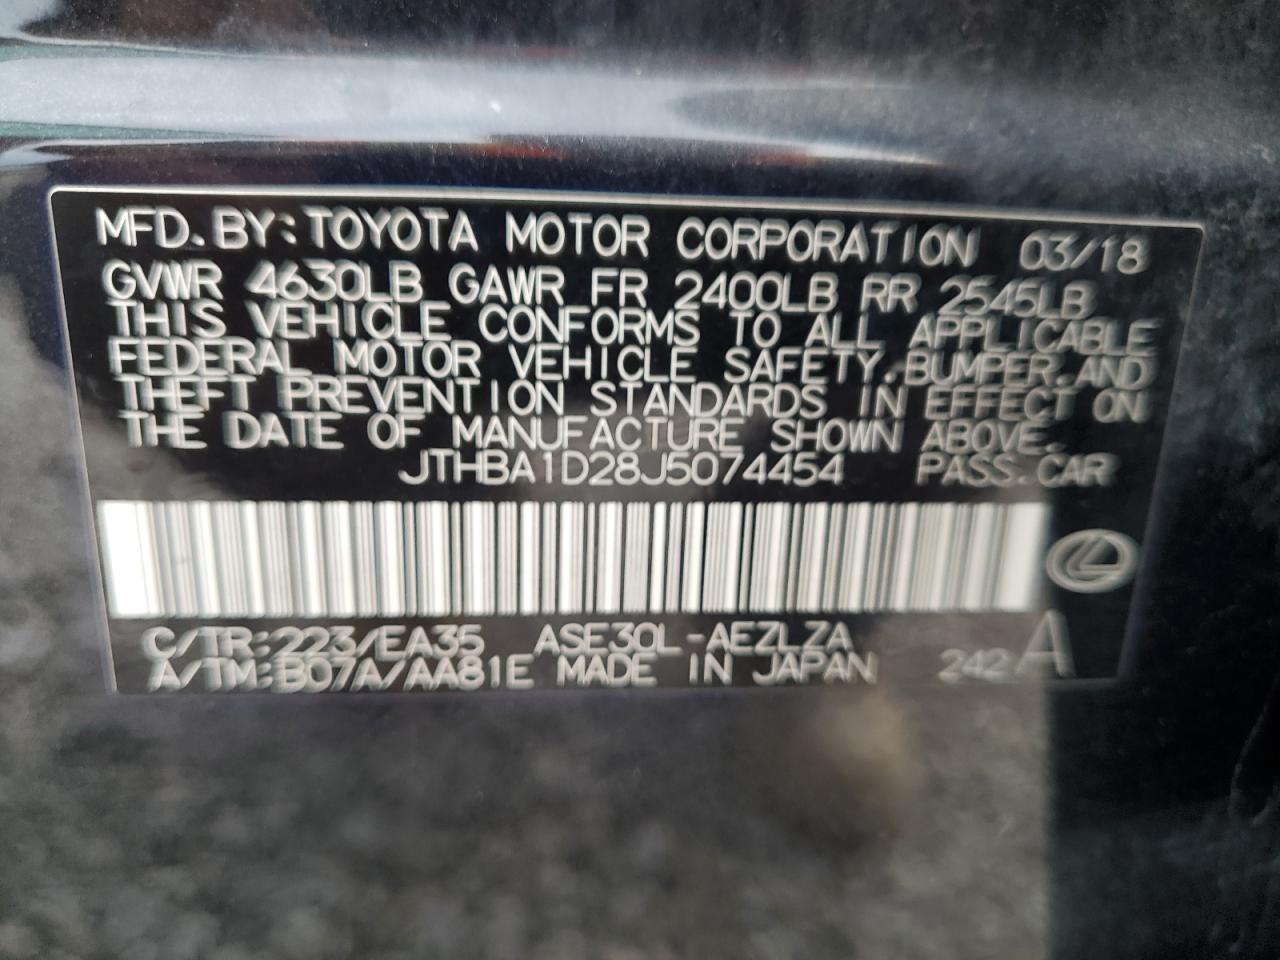 MFD. BY: TOYOTA MOTOR CORPORATION 03/18
GVWR 4630LB GAWR FR 2400LB RR 2545LB
THIS VEHICLE CONFORMS TO ALL APPLICABLE
FEDERAL MOTOR VEHICLE SAFETY, BUMPER, AND
THEFT PREVENTION STANDARDS IN EFFECT ON
THE DATE OF MANUFACTURE SHOWN ABOVE.
JTHBA1D28J5074454 PASS. CAR
C/TR: 223/EA35 ASE30L-AEZLZA
A/TM: B07A/AA81E MADE IN JAPAN 242 A